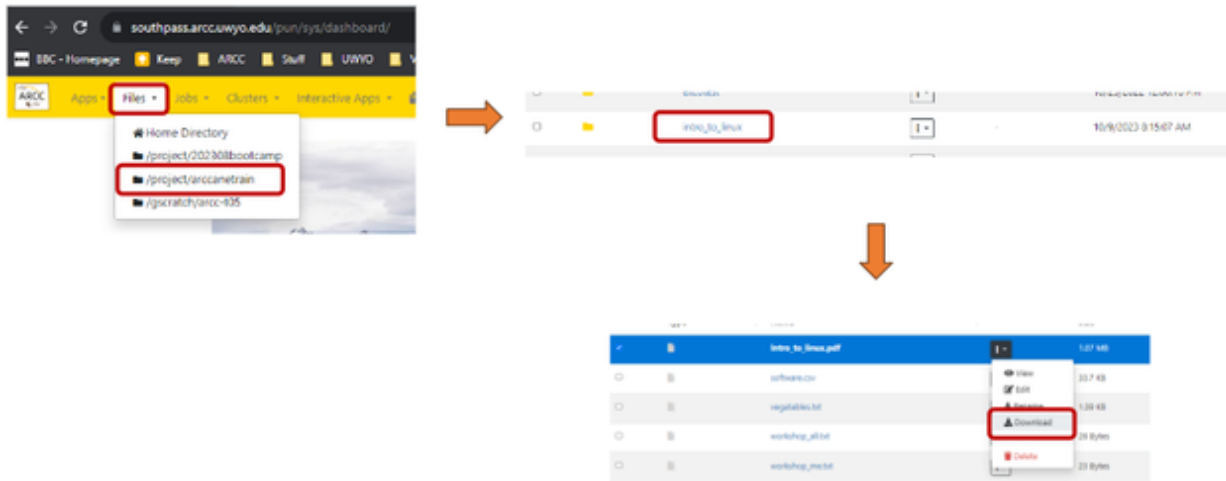 southpass.arcc.uwyo.edu/pun/sys/dashboard/
BBC - Homepage Keep ARCC Stuff UWYO
ARCC Apps Files Jobs Clusters Interactive Apps
Home Directory
/project/202308bootcamp
/project/arccanetrain
/gscratch/arcc-t05
intro_to_linux 10/9/2023 8:15:07 AM
intro_to_linux.pdf 1.07 MB
View
software.csv 33.7 KB
Edit
Rename
vegatables.txt 1.39 KB
Download
workshop_all.txt 28 Bytes
Delete
workshop_me.txt 23 Bytes